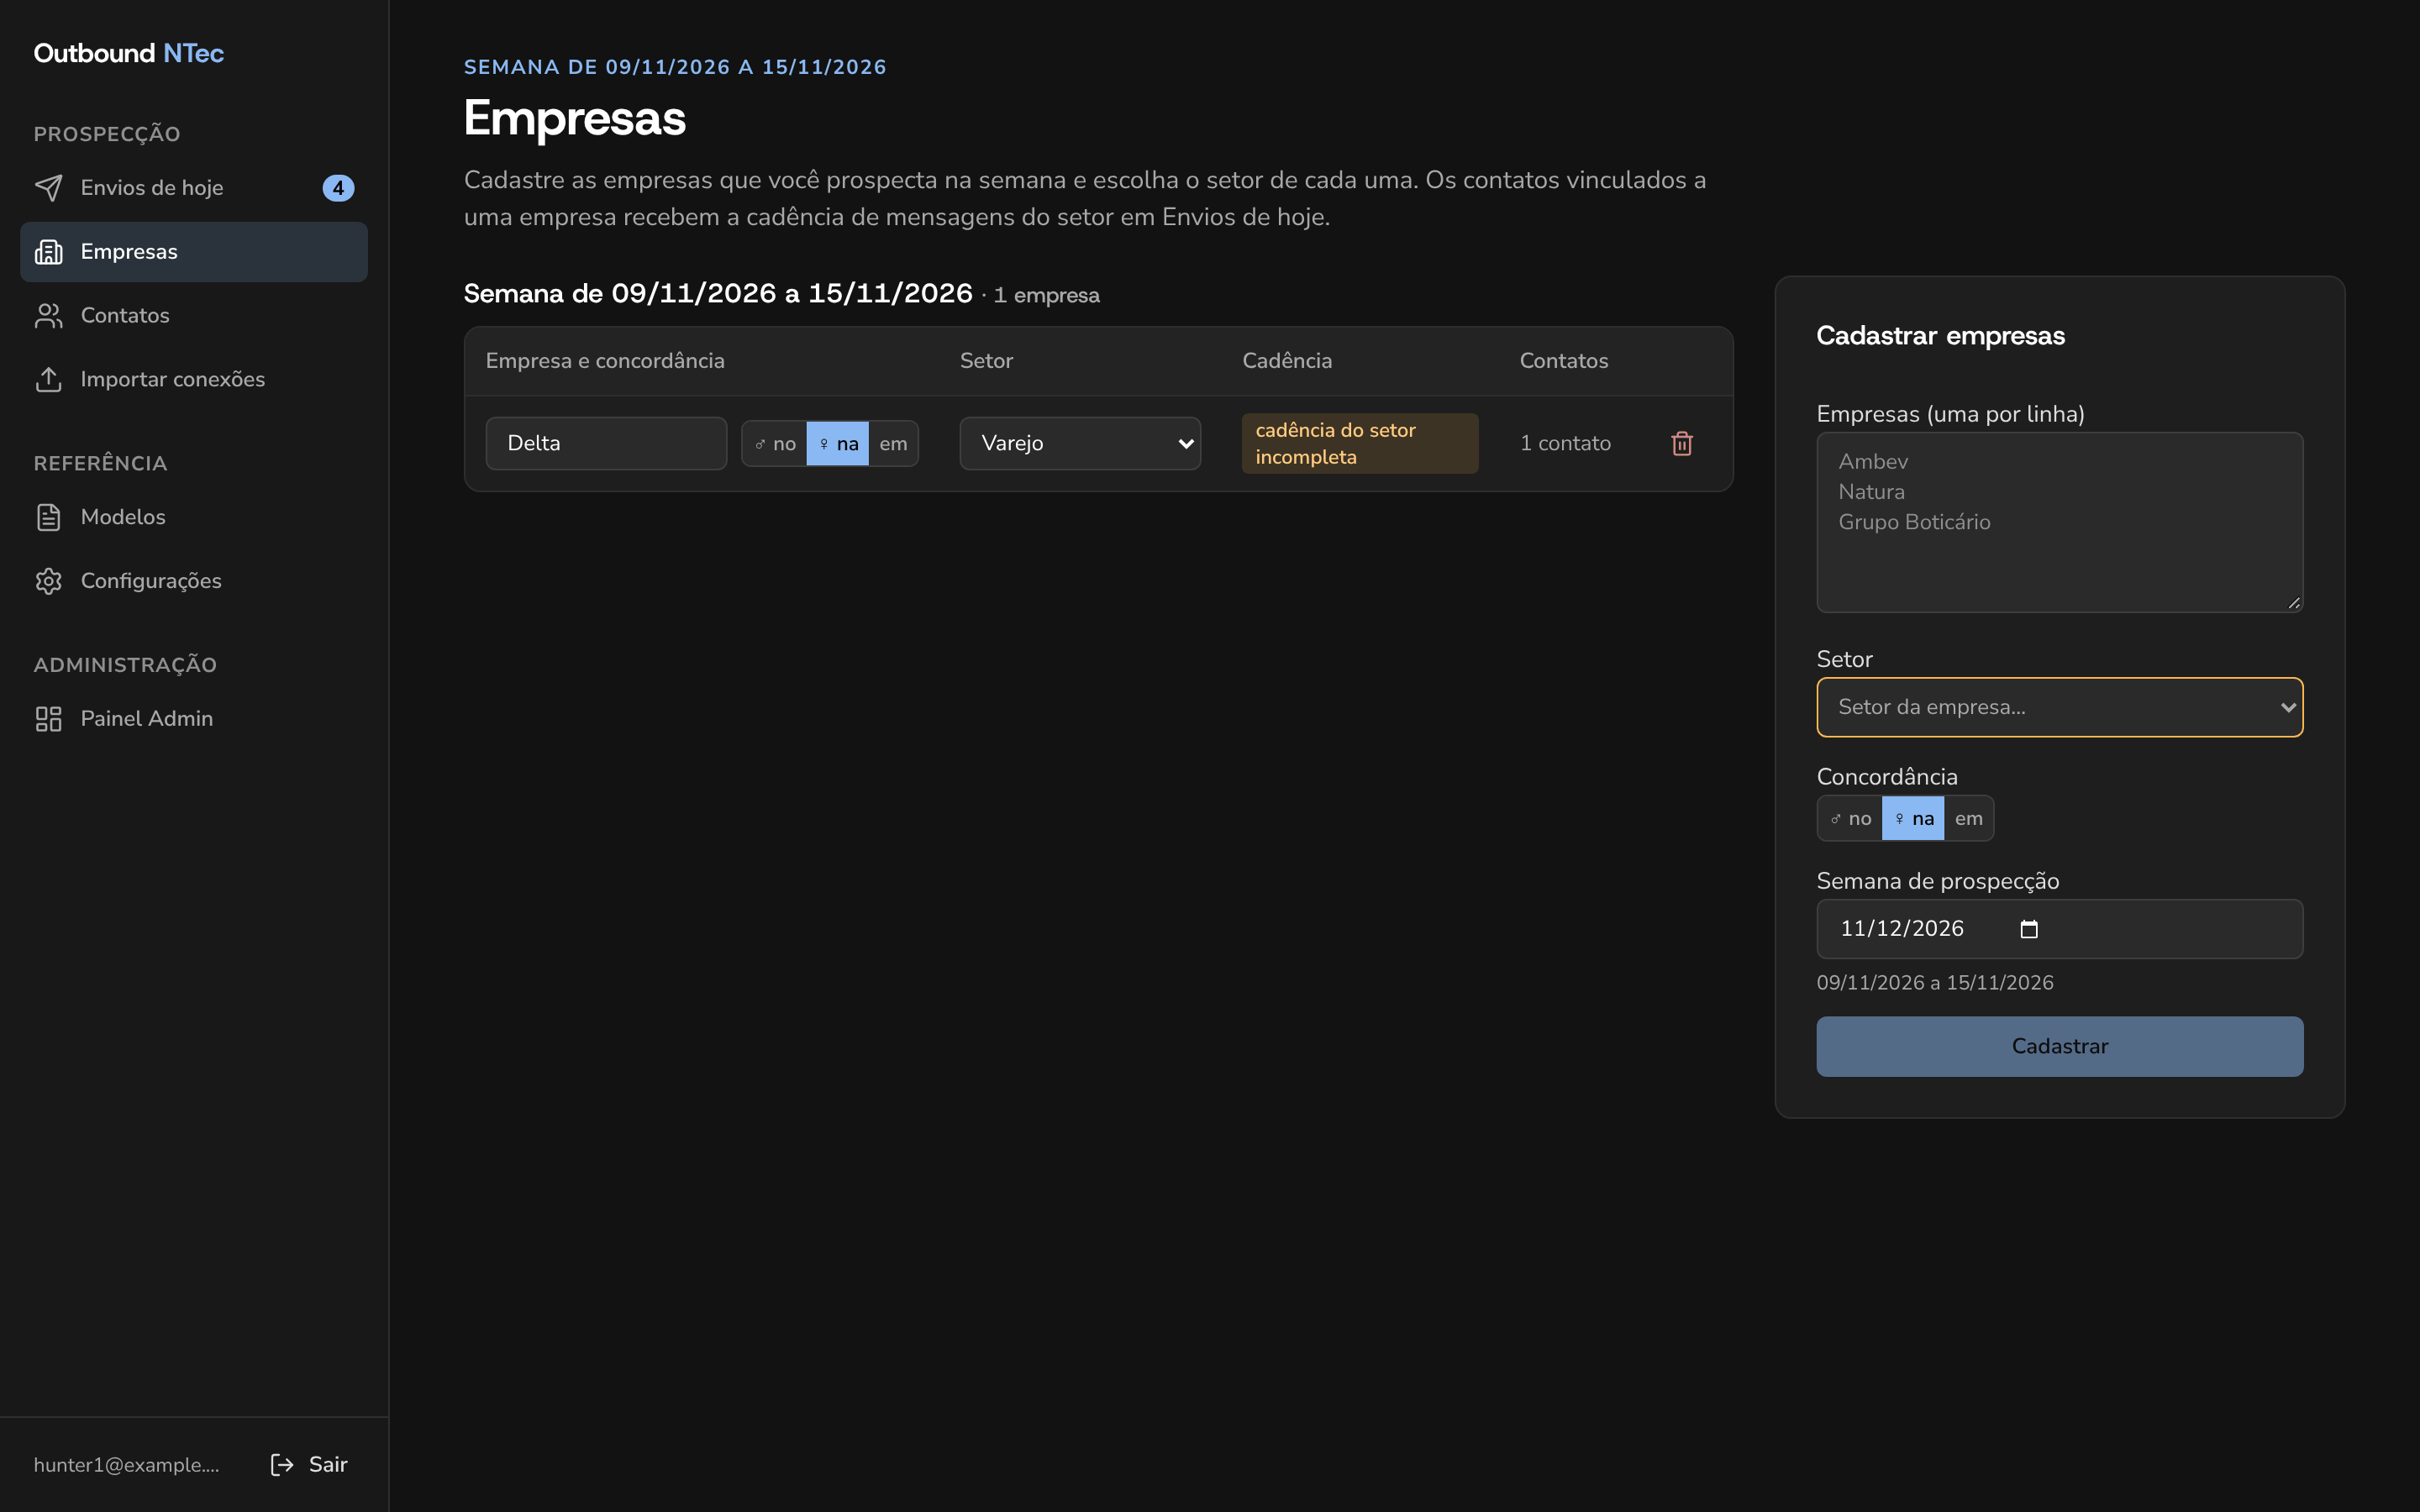 Outbound NTec
PROSPECÇÃO
Envios de hoje
4
Empresas
Contatos
Importar conexões
REFERÊNCIA
Modelos
Configurações
ADMINISTRAÇÃO
Painel Admin
hunter1@example....
Sair
SEMANA DE 09/11/2026 A 15/11/2026
Empresas
Cadastre as empresas que você prospecta na semana e escolha o setor de cada uma. Os contatos vinculados a
uma empresa recebem a cadência de mensagens do setor em Envios de hoje.
Semana de 09/11/2026 a 15/11/2026 · 1 empresa
Empresa e concordância Setor Cadência Contatos
Delta ♂ no ♀ na em Varejo cadência do setor 1 contato
incompleta
Cadastrar empresas
Empresas (uma por linha)
Ambev
Natura
Grupo Boticário
Setor
Setor da empresa...
Concordância
♂ no ♀ na em
Semana de prospecção
11/12/2026
09/11/2026 a 15/11/2026
Cadastrar